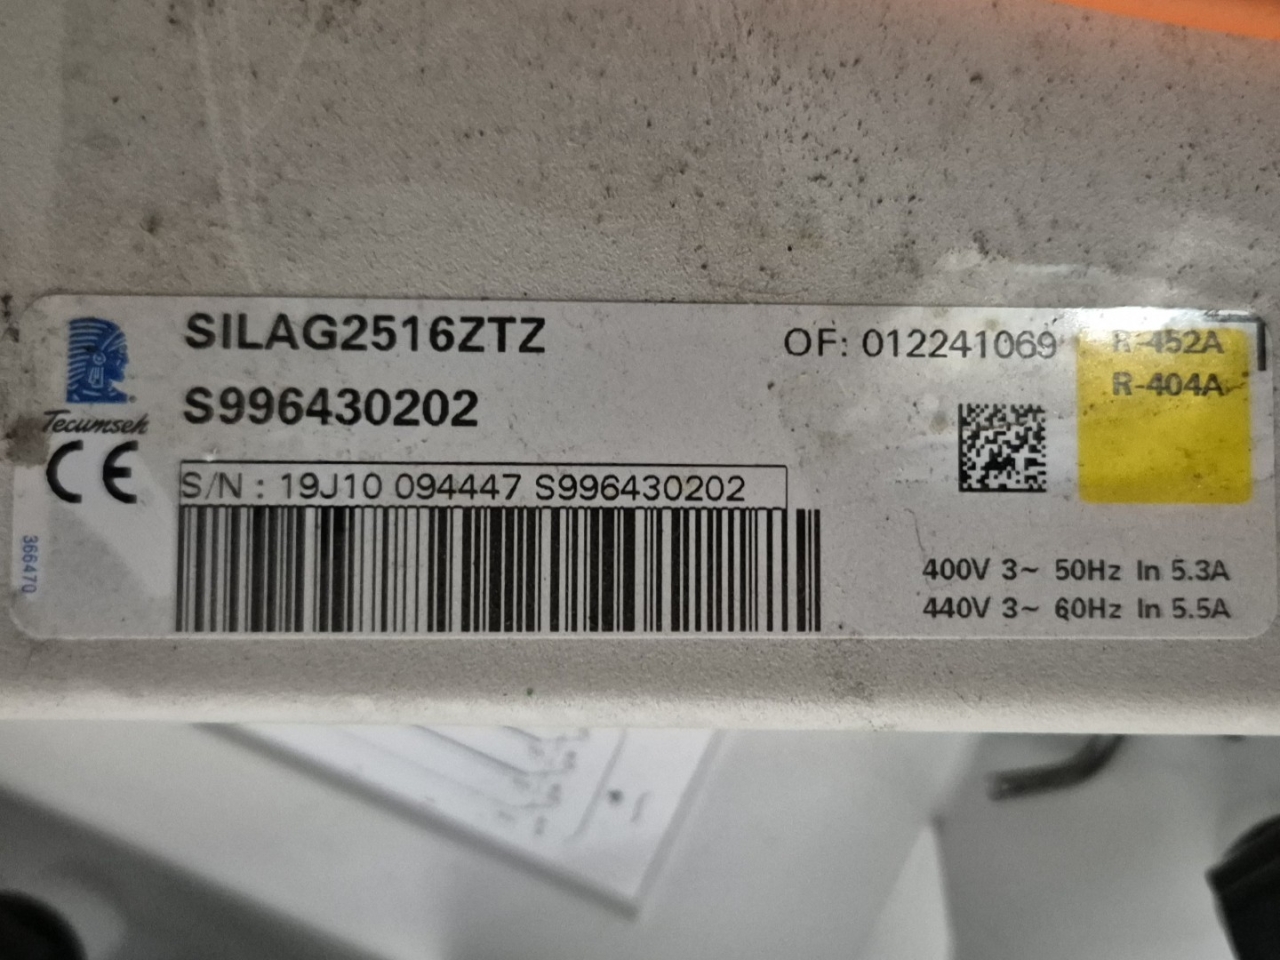 SILAG2516ZTZ
OF: 012241069
R-452A
R-404A
S996430202
Tecumseh
CE
S/N : 19J10 094447 S996430202
366470
400V 3~ 50Hz In 5.3A
440V 3~ 60Hz In 5.5A